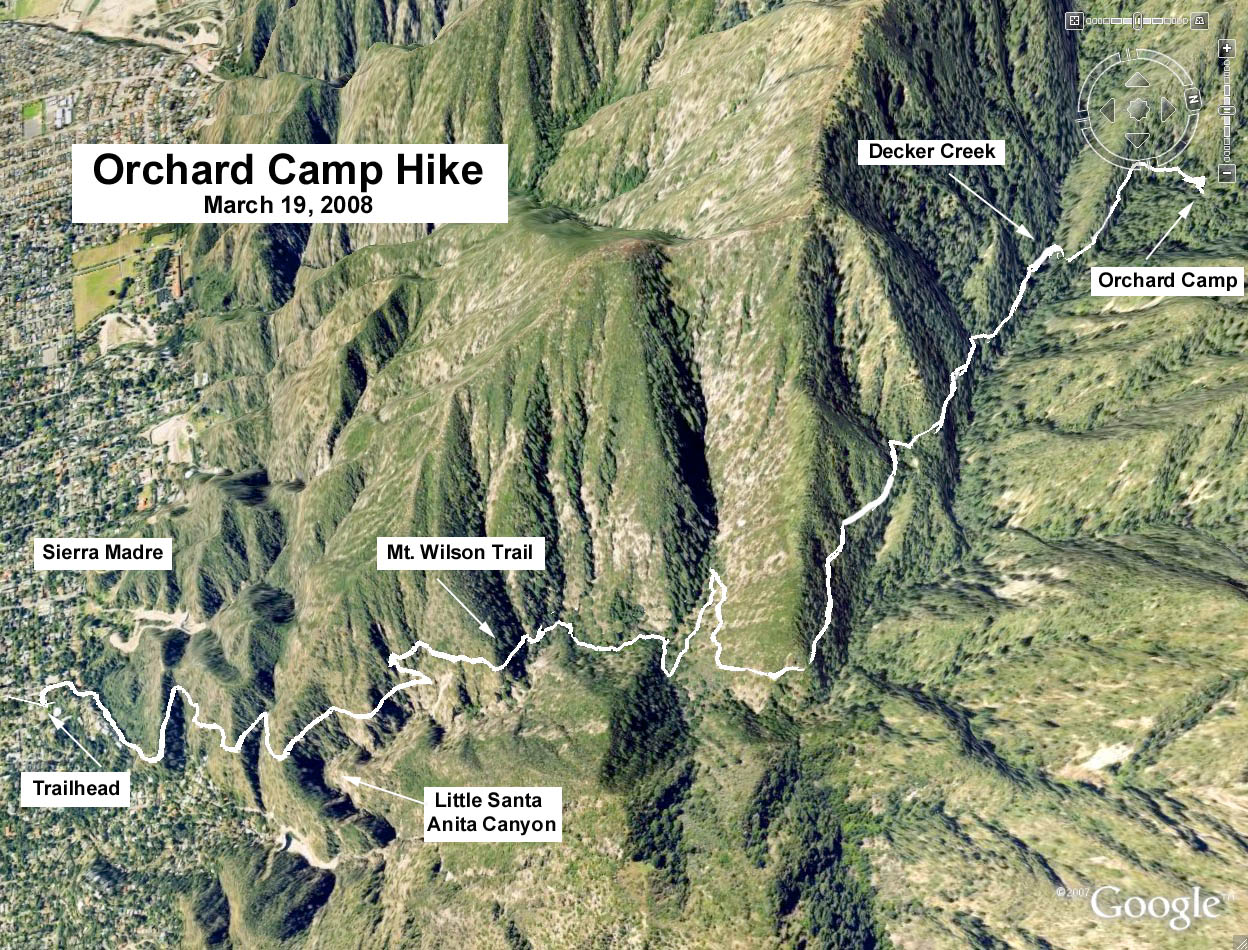 Orchard Camp Hike
March 19, 2008
Decker Creek
N
Orchard Camp
Sierra Madre
Mt. Wilson Trail
Trailhead
Little Santa
Anita Canyon
©2007 Google™